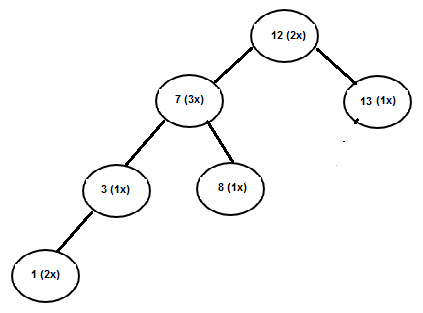 12 (2x)
7 (3x)
13 (1x)
3 (1x)
8 (1x)
1 (2x)